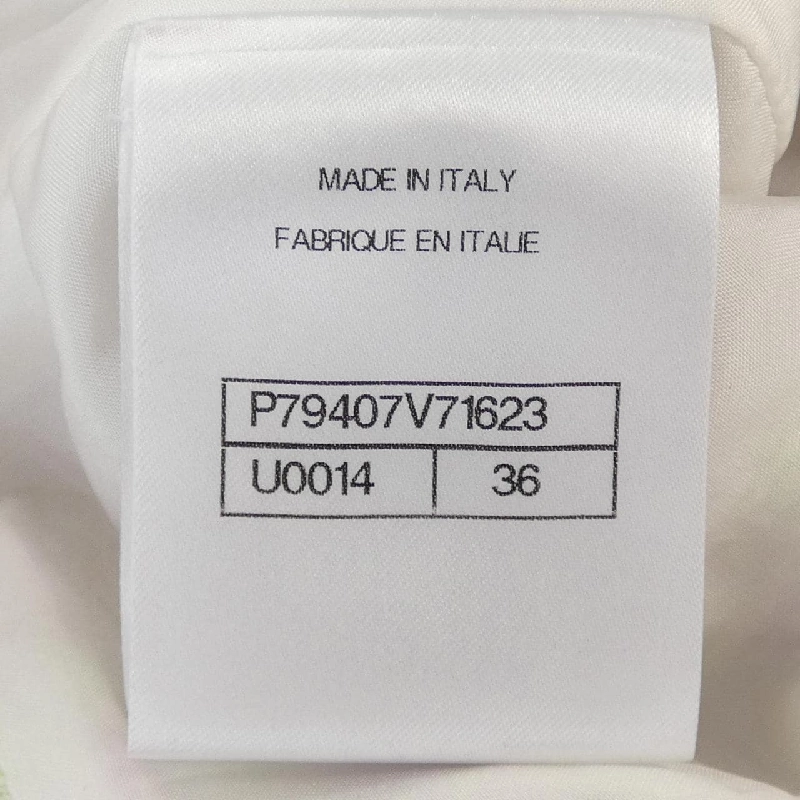 MADE IN ITALY
FABRIQUE EN ITALIE
P79407V71623
U0014 36